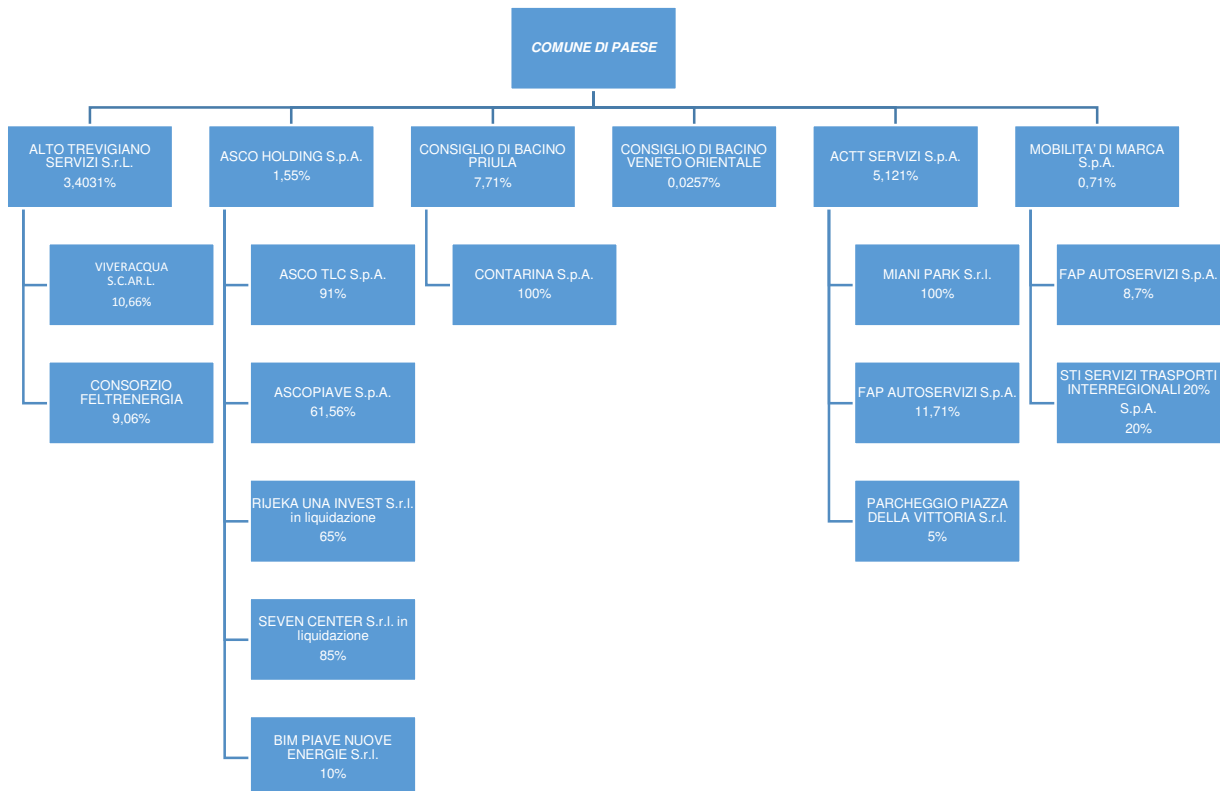 COMUNE DI PAESE
ALTO TREVIGIANO
SERVIZI S.r.L.
3,4031%
ASCO HOLDING S.p.A.
1,55%
CONSIGLIO DI BACINO
PRIULA
7,71%
CONSIGLIO DI BACINO
VENETO ORIENTALE
0,0257%
ACTT SERVIZI S.p.A.
5,121%
MOBILITA' DI MARCA
S.p.A.
0,71%
VIVERACQUA
S.C.AR.L.
10,66%
CONSORZIO
FELTRENERGIA
9,06%
ASCO TLC S.p.A.
91%
ASCOPIAVE S.p.A.
61,56%
RIJEKA UNA INVEST S.r.l.
in liquidazione
65%
SEVEN CENTER S.r.l. in
liquidazione
85%
BIM PIAVE NUOVE
ENERGIE S.r.l.
10%
CONTARINA S.p.A.
100%
MIANI PARK S.r.l.
100%
FAP AUTOSERVIZI S.p.A.
11,71%
PARCHEGGIO PIAZZA
DELLA VITTORIA S.r.l.
5%
FAP AUTOSERVIZI S.p.A.
8,7%
STI SERVIZI TRASPORTI
INTERREGIONALI 20%
S.p.A.
20%